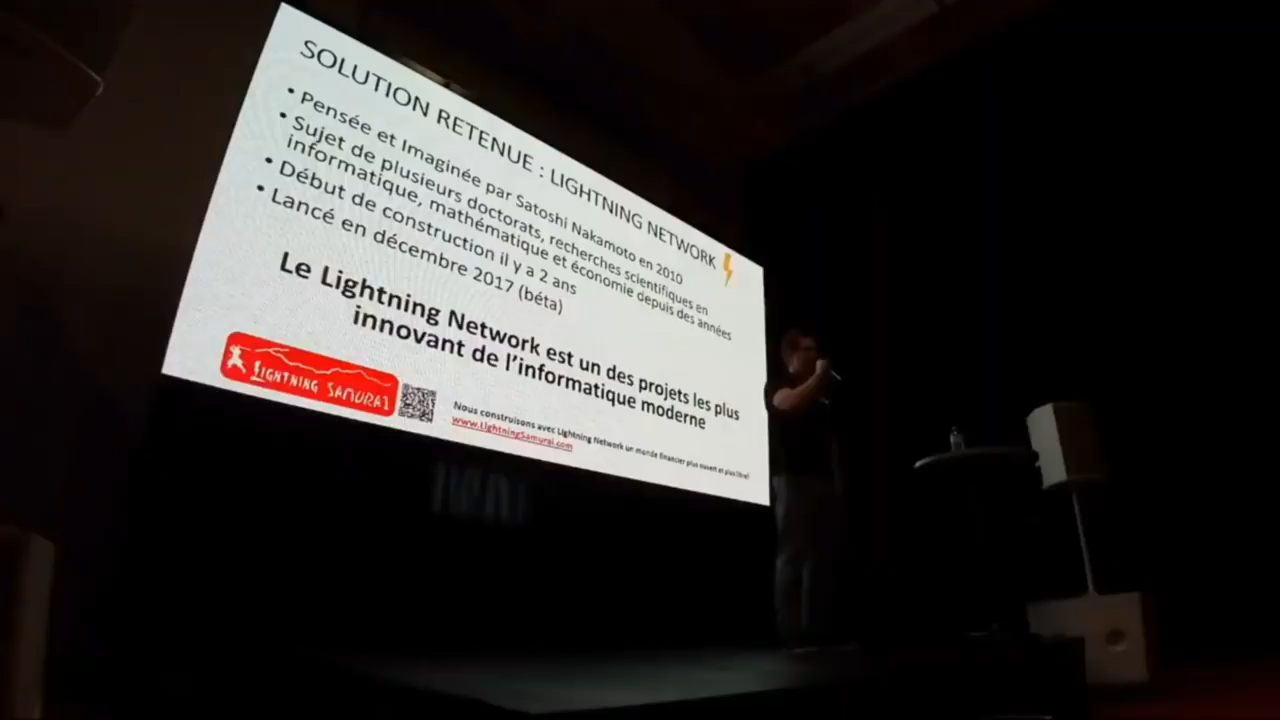 SOLUTION RETENUE : LIGHTNING NETWORK
• Pensée et Imaginée par Satoshi Nakamoto en 2010
• Sujet de plusieurs doctorats, recherches scientifiques en
informatique, mathématique et économie depuis des années
• Début de construction il y a 2 ans
• Lancé en décembre 2017 (béta)
Le Lightning Network est un des projets les plus
innovant de l'informatique moderne
LIGHTNING SAMURAI
Nous construisons avec Lightning Network un monde financier plus ouvert et plus libre!
www.LightningSamurai.com